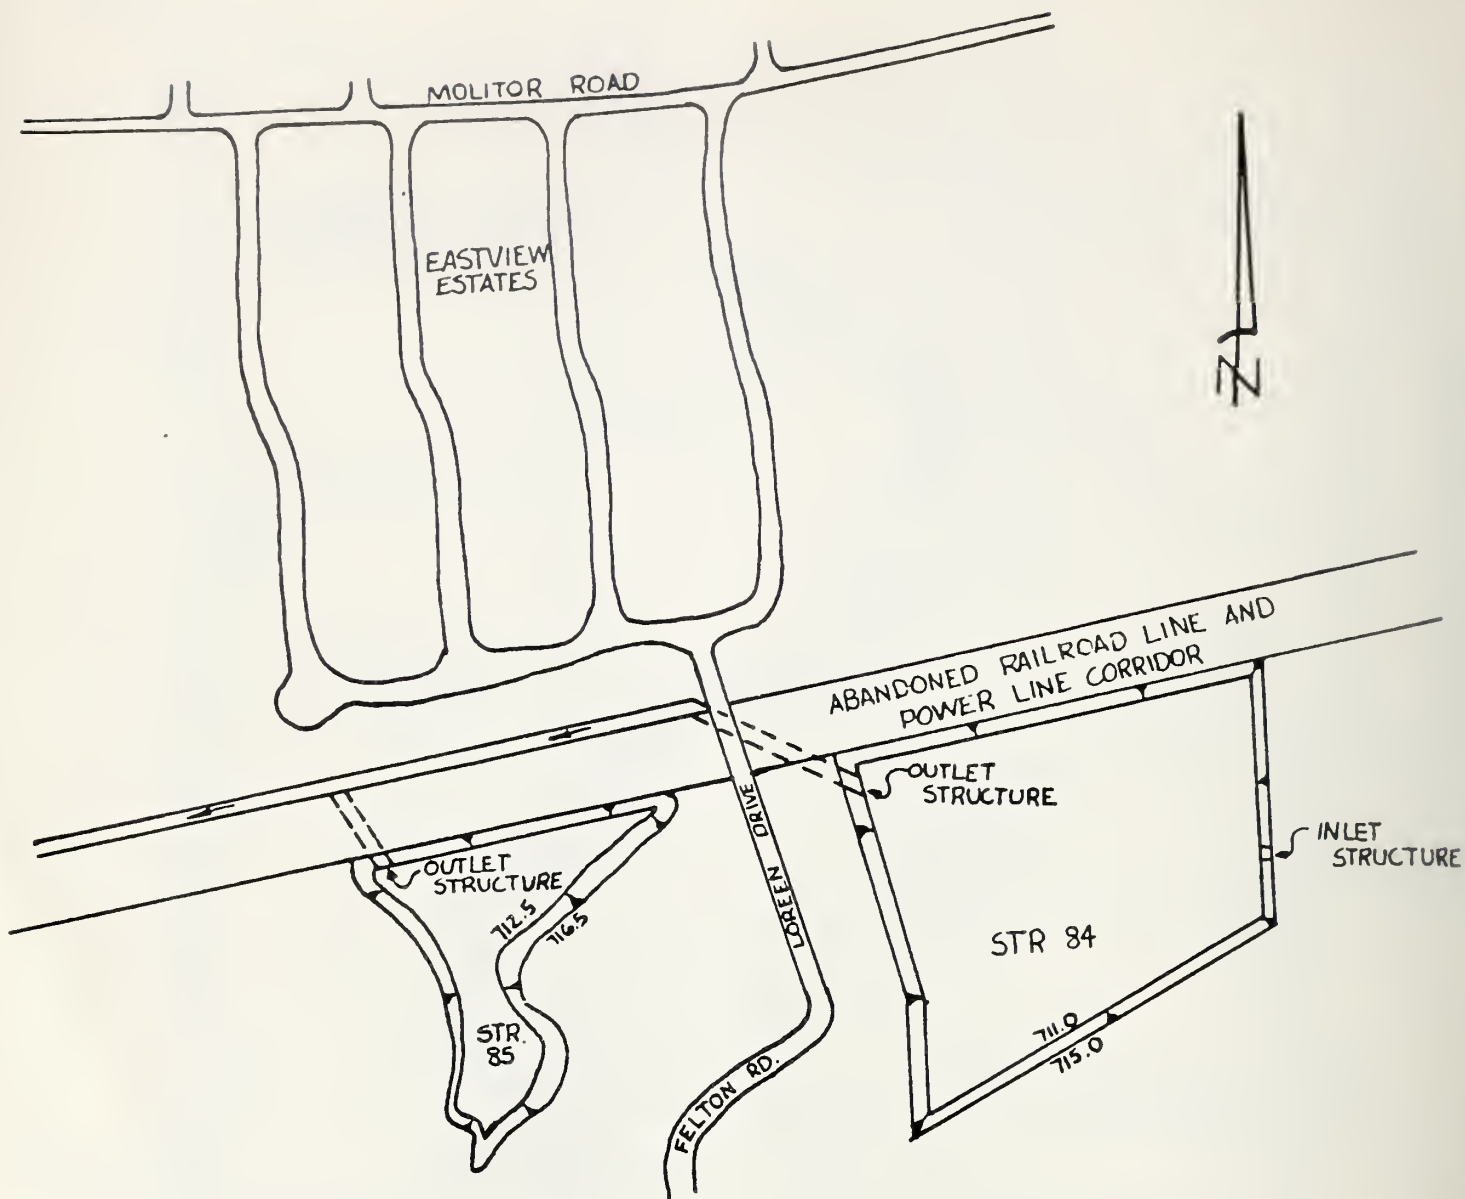 MOLITOR ROAD
EASTVIEW
ESTATES
N
ABANDONED RAILROAD LINE AND
POWER LINE CORRIDOR
OUTLET
STRUCTURE
INLET
STRUCTURE
OUTLET
STRUCTURE
LOREEN DRIVE
712.5
716.5
STR 84
STR.
85
711.0
715.0
FELTON RD.